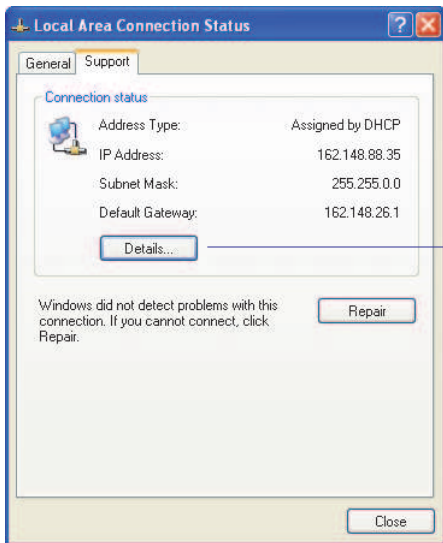 Local Area Connection Status
General Support
Connection status
Address Type: Assigned by DHCP
IP Address: 162.148.88.35
Subnet Mask: 255.255.0.0
Default Gateway: 162.148.26.1
Details...
Windows did not detect problems with this
connection. If you cannot connect, click
Repair.
Repair
Close